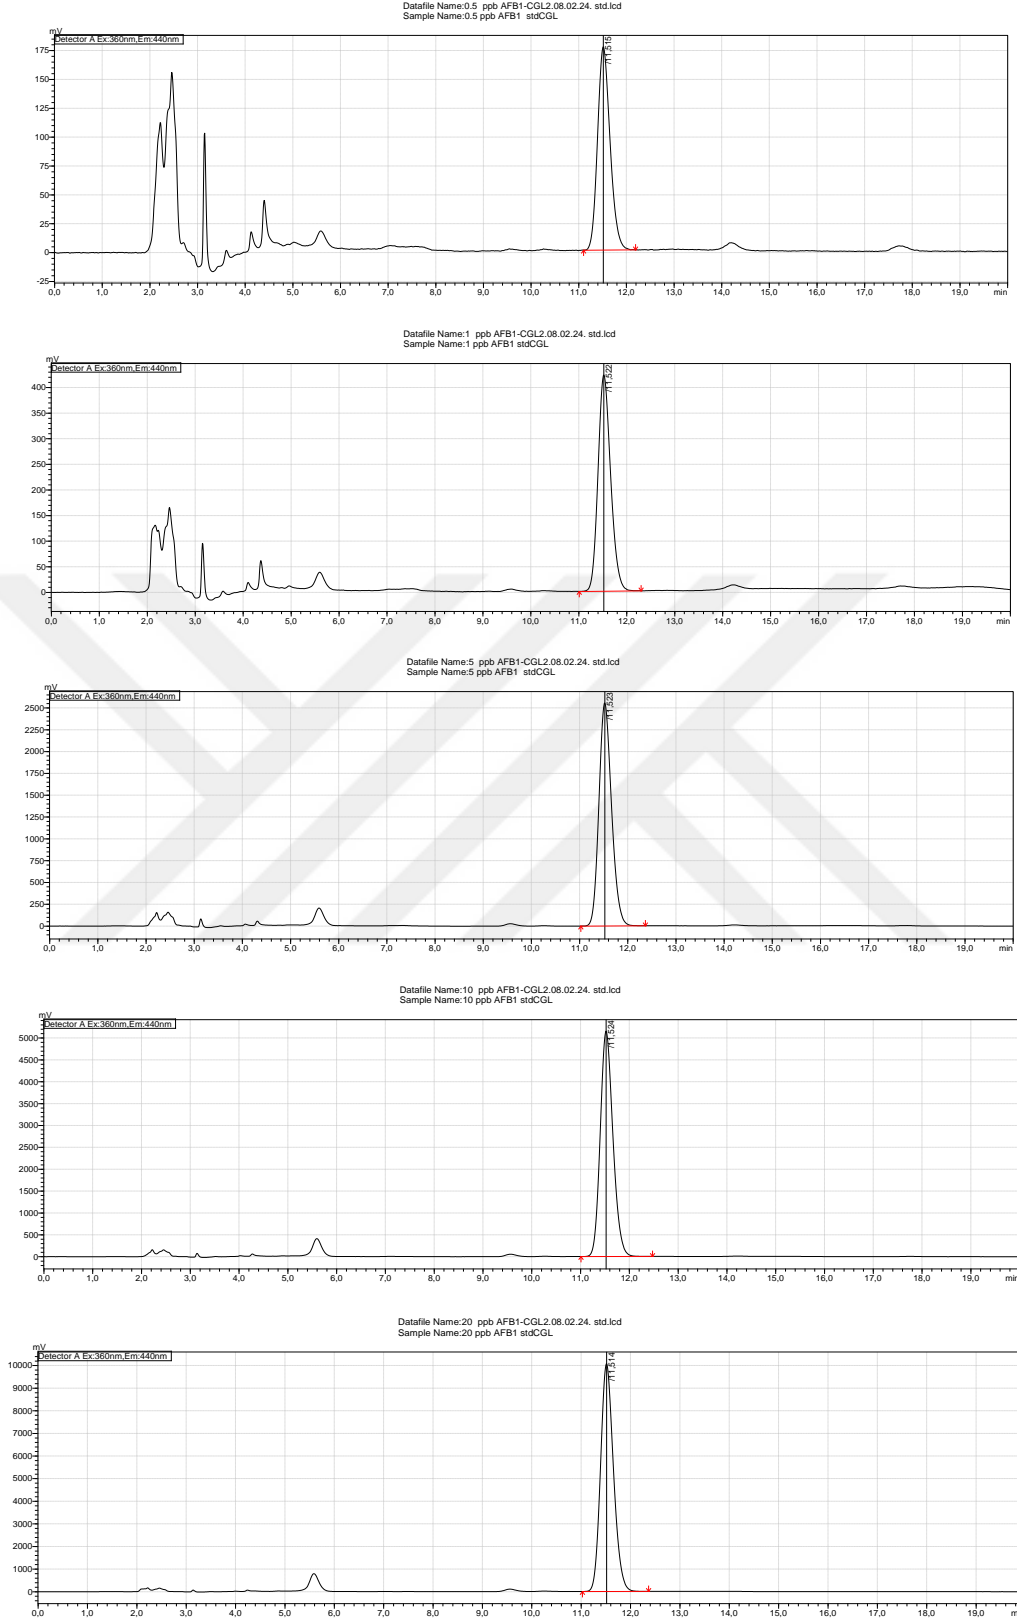 Datafile Name:0.5  ppb AFB1-CGL2.08.02.24. std.lcd
Sample Name:0.5 ppb AFB1  stdCGL
mV
Detector A Ex:360nm,Em:440nm
/11,515
175
150
125
100
75
50
25
0
-25
0,0 1,0 2,0 3,0 4,0 5,0 6,0 7,0 8,0 9,0 10,0 11,0 12,0 13,0 14,0 15,0 16,0 17,0 18,0 19,0 min
Datafile Name:1  ppb AFB1-CGL2.08.02.24. std.lcd
Sample Name:1 ppb AFB1 stdCGL
mV
Detector A Ex:360nm,Em:440nm
/11,522
400
350
300
250
200
150
100
50
0
0,0 1,0 2,0 3,0 4,0 5,0 6,0 7,0 8,0 9,0 10,0 11,0 12,0 13,0 14,0 15,0 16,0 17,0 18,0 19,0 min
Datafile Name:5  ppb AFB1-CGL2.08.02.24. std.lcd
Sample Name:5 ppb AFB1  stdCGL
mV
Detector A Ex:360nm,Em:440nm
/11,523
2500
2250
2000
1750
1500
1250
1000
750
500
250
0
0,0 1,0 2,0 3,0 4,0 5,0 6,0 7,0 8,0 9,0 10,0 11,0 12,0 13,0 14,0 15,0 16,0 17,0 18,0 19,0 min
Datafile Name:10  ppb AFB1-CGL2.08.02.24. std.lcd
Sample Name:10 ppb AFB1 stdCGL
mV
Detector A Ex:360nm,Em:440nm
/11,524
5000
4500
4000
3500
3000
2500
2000
1500
1000
500
0
0,0 1,0 2,0 3,0 4,0 5,0 6,0 7,0 8,0 9,0 10,0 11,0 12,0 13,0 14,0 15,0 16,0 17,0 18,0 19,0 min
Datafile Name:20  ppb AFB1-CGL2.08.02.24. std.lcd
Sample Name:20 ppb AFB1 stdCGL
mV
Detector A Ex:360nm,Em:440nm
/11,514
10000
9000
8000
7000
6000
5000
4000
3000
2000
1000
0
0,0 1,0 2,0 3,0 4,0 5,0 6,0 7,0 8,0 9,0 10,0 11,0 12,0 13,0 14,0 15,0 16,0 17,0 18,0 19,0